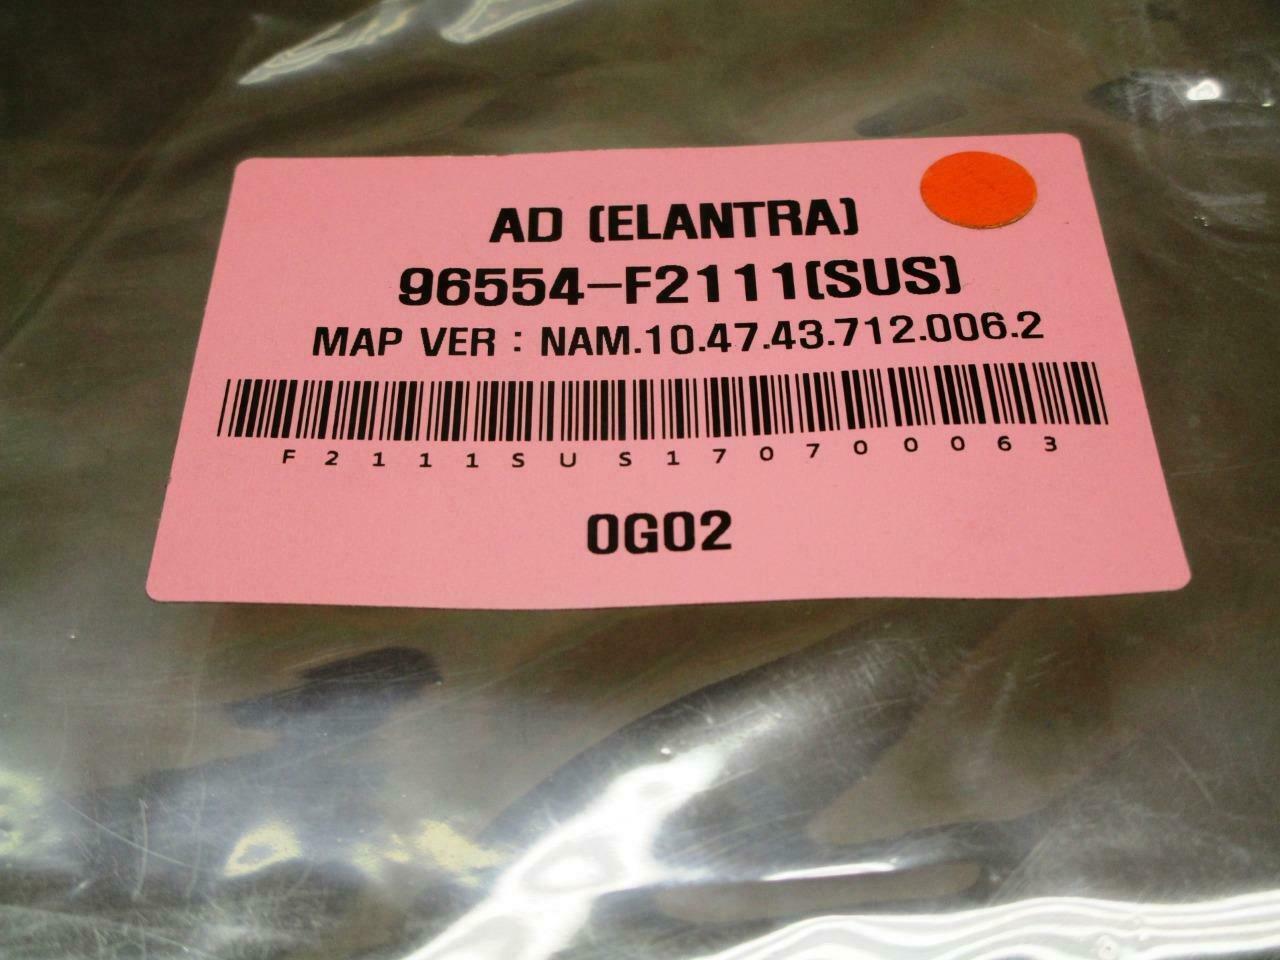 AD (ELANTRA)
96554-F2111(SUS)
MAP VER : NAM.10.47.43.712.006.2
F2111SUS170700063
0G02